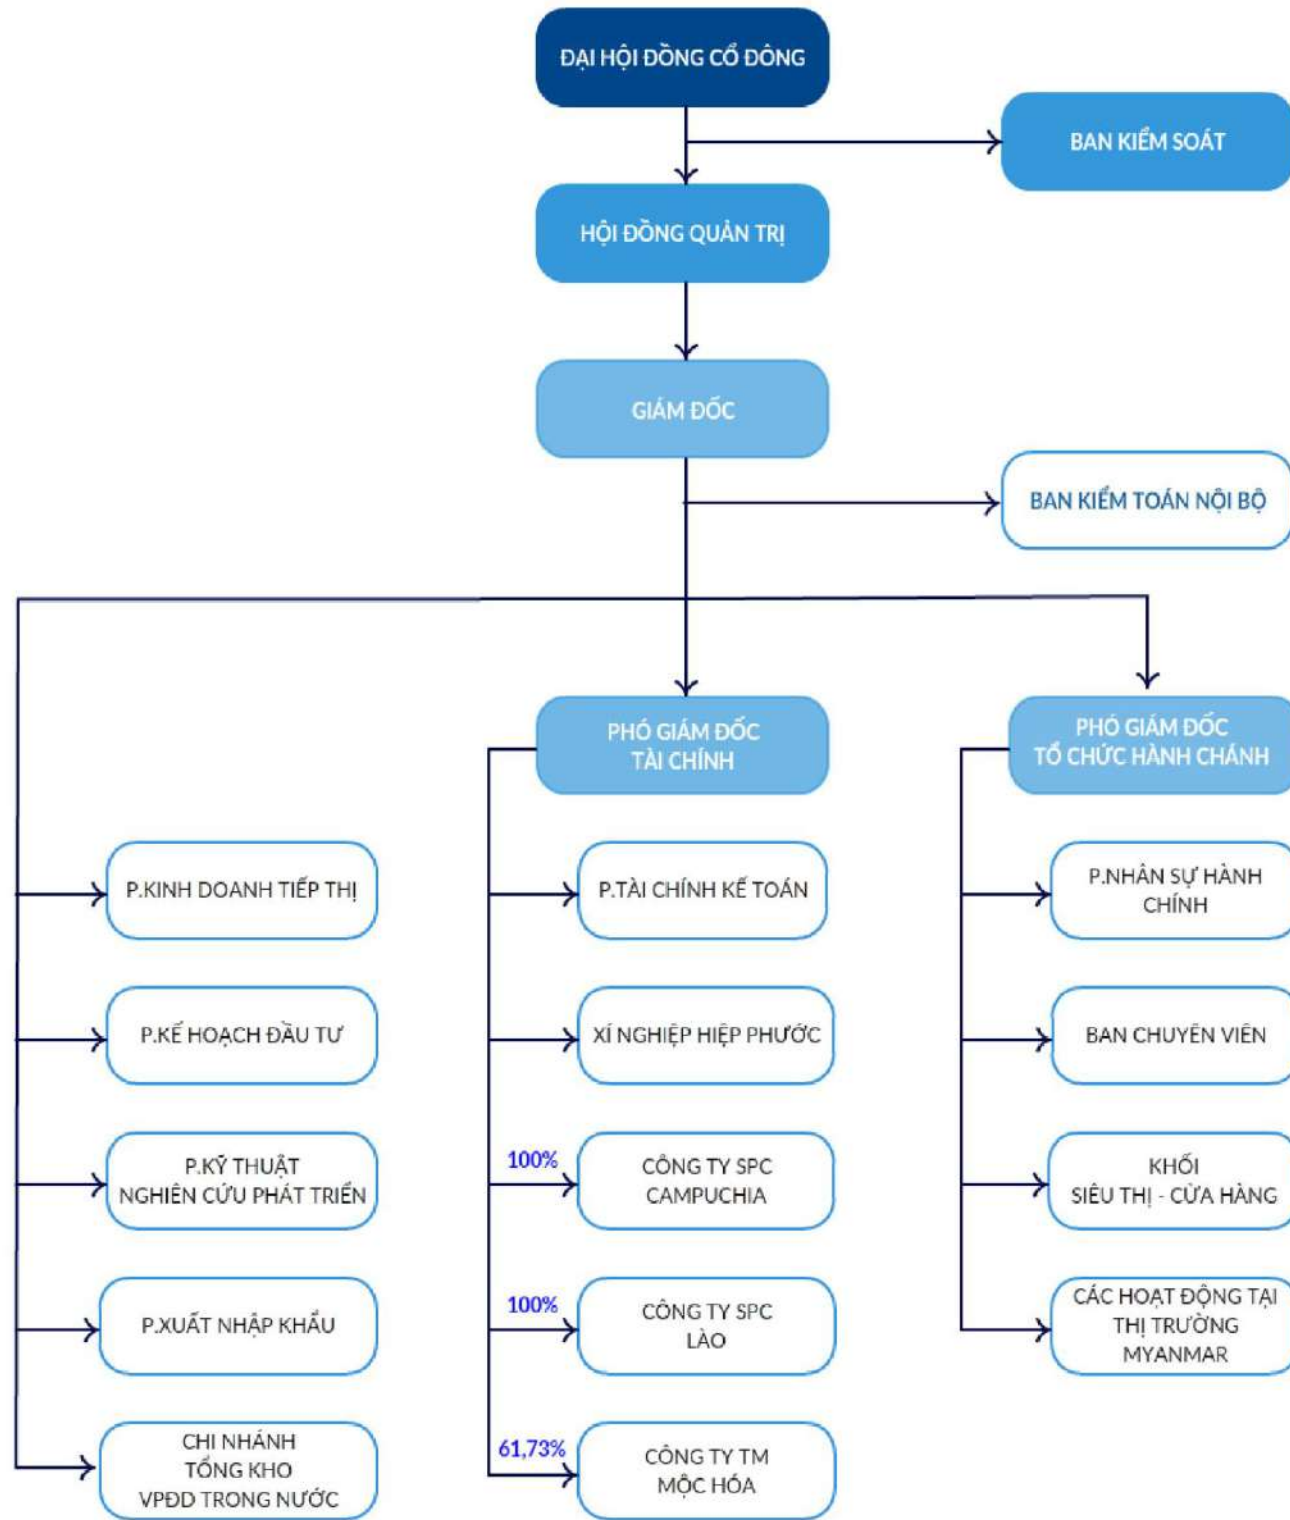 ĐẠI HỘI ĐỒNG CỔ ĐÔNG
BAN KIỂM SOÁT
HỘI ĐỒNG QUẢN TRỊ
GIÁM ĐỐC
BAN KIỂM TOÁN NỘI BỘ
PHÓ GIÁM ĐỐC
TÀI CHÍNH
PHÓ GIÁM ĐỐC
TỔ CHỨC HÀNH CHÁNH
P.KINH DOANH TIẾP THỊ
P.KẾ HOẠCH ĐẦU TƯ
P.KỸ THUẬT
NGHIÊN CỨU PHÁT TRIỂN
P.XUẤT NHẬP KHẨU
CHI NHÁNH
TỔNG KHO
VPĐD TRONG NƯỚC
P.TÀI CHÍNH KẾ TOÁN
XÍ NGHIỆP HIỆP PHƯỚC
100%
CÔNG TY SPC
CAMPUCHIA
100%
CÔNG TY SPC
LÀO
61,73%
CÔNG TY TM
MỘC HÓA
P.NHÂN SỰ HÀNH
CHÍNH
BAN CHUYÊN VIÊN
KHỐI
SIÊU THỊ - CỬA HÀNG
CÁC HOẠT ĐỘNG TẠI
THỊ TRƯỜNG
MYANMAR